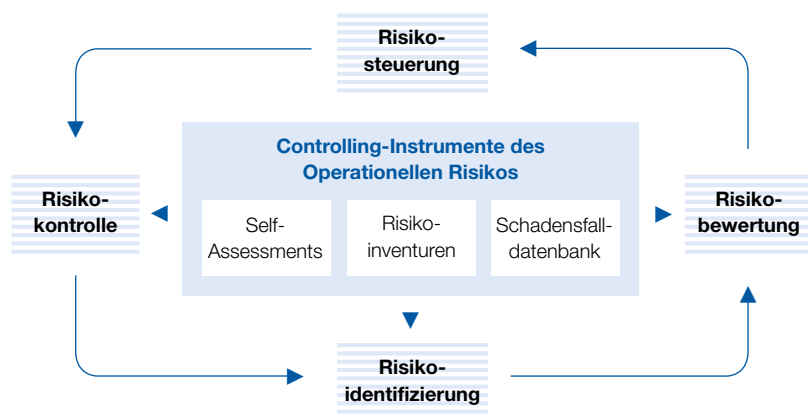 Risiko-
steuerung
Controlling-Instrumente des
Operationellen Risikos
Risiko-
kontrolle
Self-
Assessments
Risiko-
inventuren
Schadensfall-
datenbank
Risiko-
bewertung
Risiko-
identifizierung